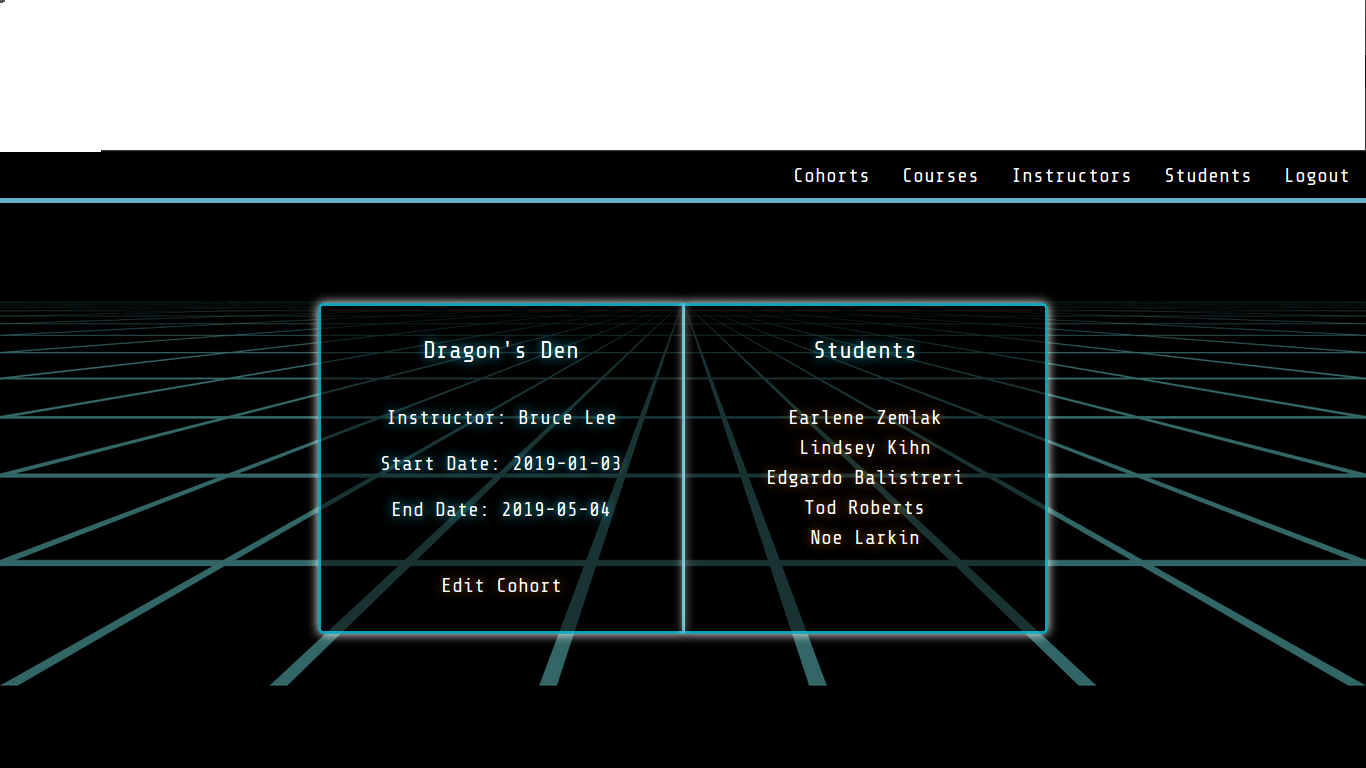 Cohorts Courses Instructors Students Logout
Dragon's Den
Instructor: Bruce Lee
Start Date: 2019-01-03
End Date: 2019-05-04
Edit Cohort
Students
Earlene Zemlak
Lindsey Kihn
Edgardo Balistreri
Tod Roberts
Noe Larkin